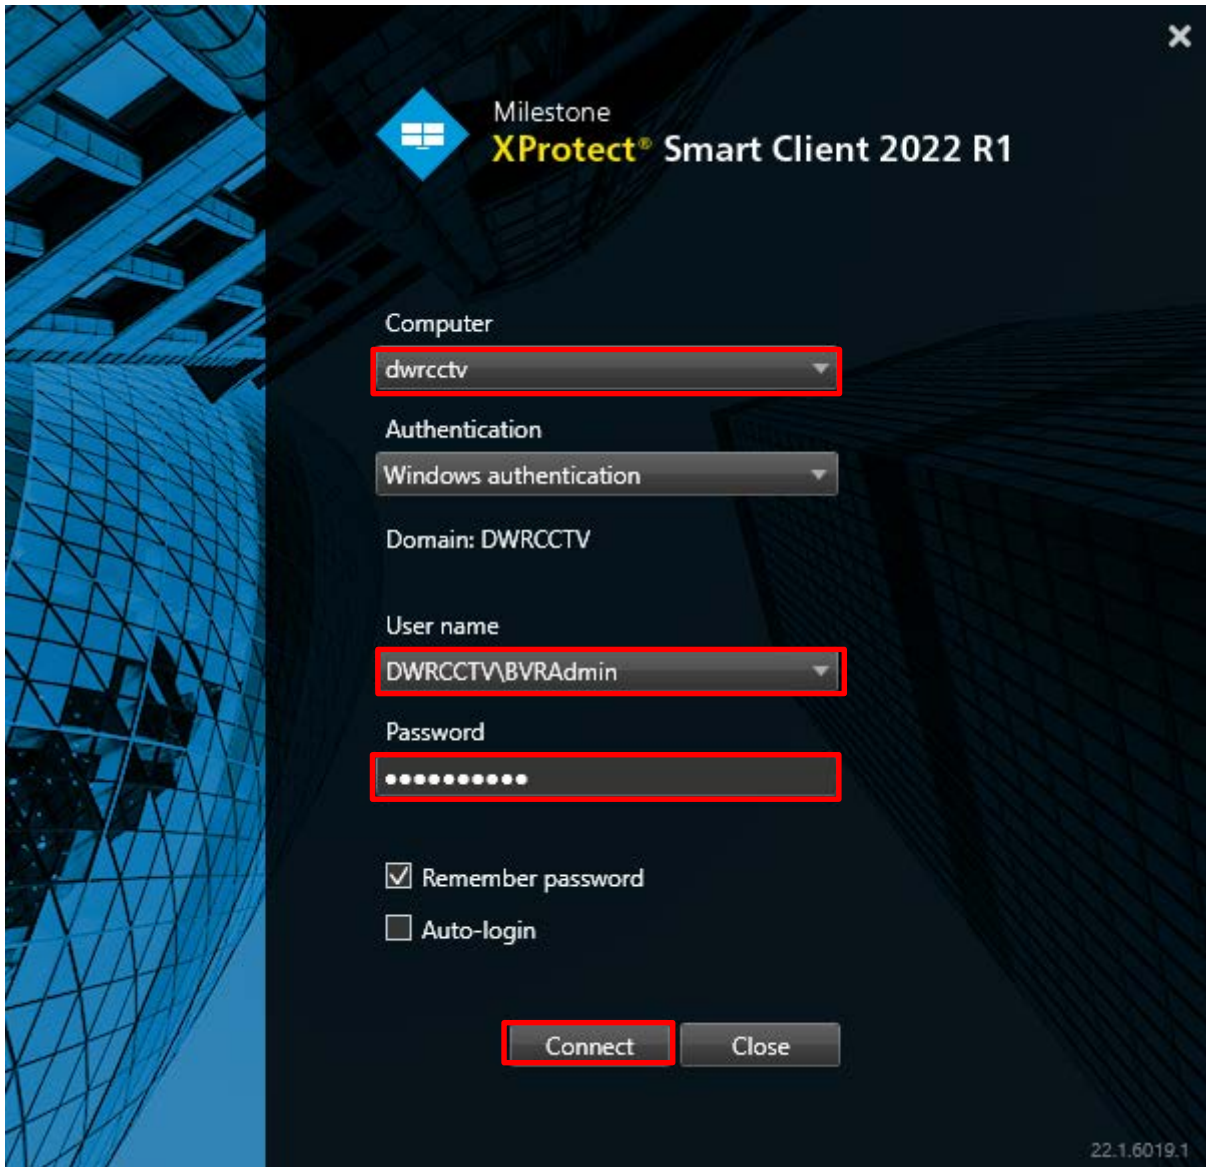 Milestone
XProtect® Smart Client 2022 R1
Computer
dwrcctv
Authentication
Windows authentication
Domain: DWRCCTV
User name
DWRCCTV\BVRAdmin
Password
●●●●●●●●●●
Remember password
Auto-login
Connect
Close
22.1.6019.1